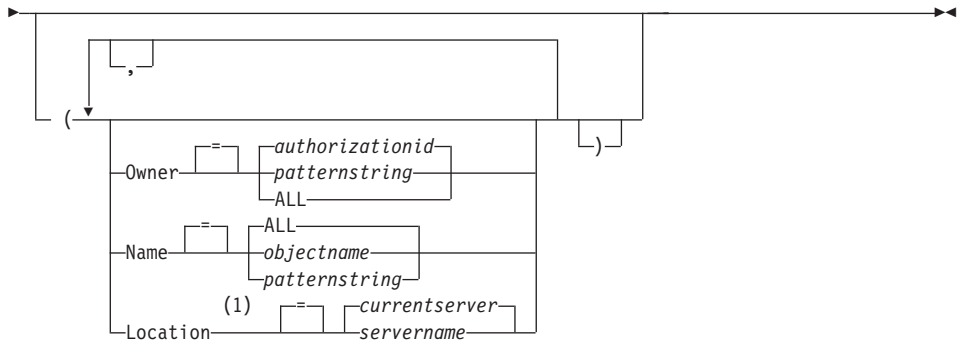 ,
(
)
=
authorizationid
Owner
patternstring
ALL
=
ALL
Name
objectname
patternstring
(1)
=
currentserver
Location
servername